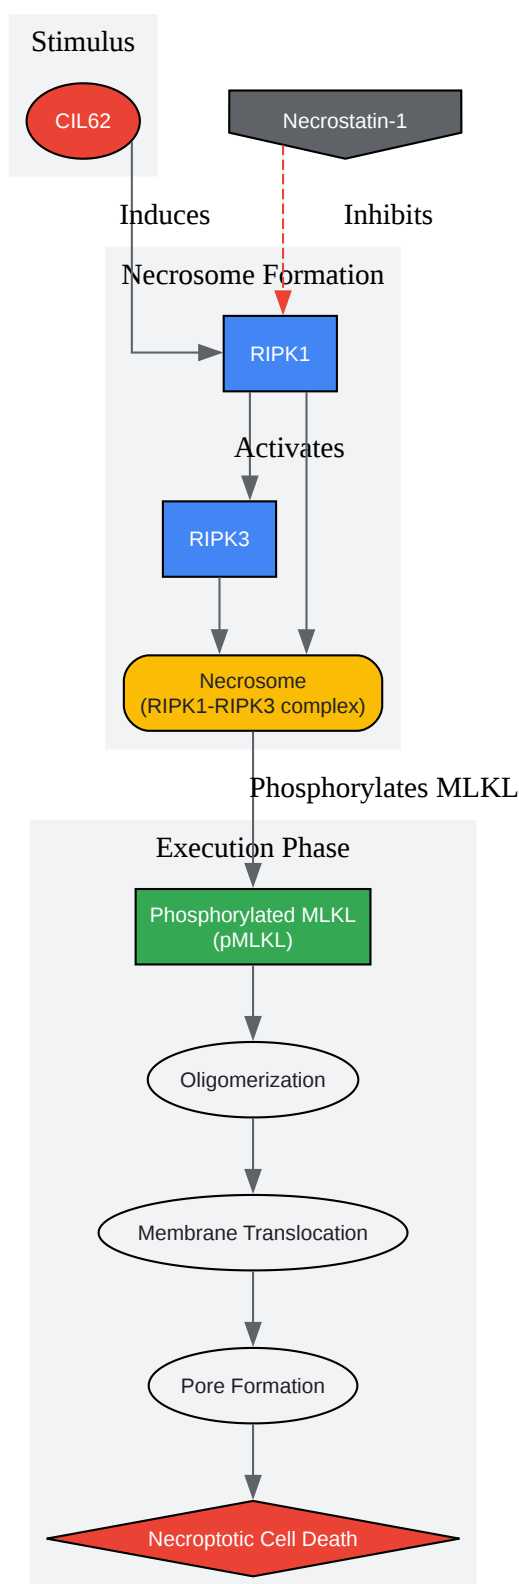 Stimulus
CIL62
Necrostatin-1
Induces
Inhibits
Necrosome Formation
RIPK1
Activates
RIPK3
Necrosome
(RIPK1-RIPK3 complex)
Phosphorylates MLKL
Execution Phase
Phosphorylated MLKL
(pMLKL)
Oligomerization
Membrane Translocation
Pore Formation
Necroptotic Cell Death